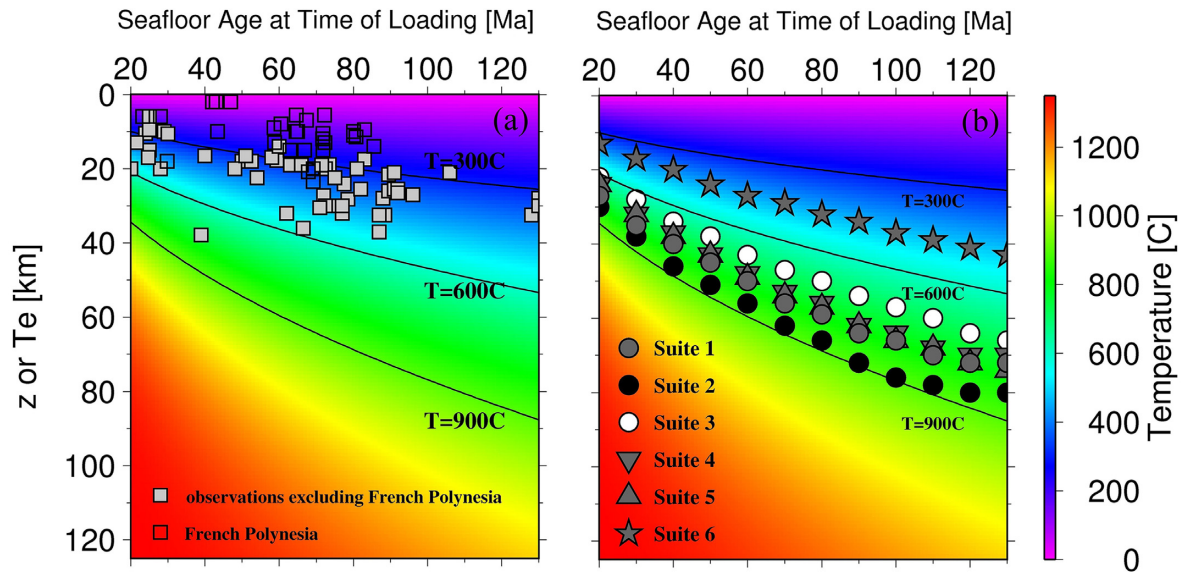 Seafloor Age at Time of Loading [Ma]
20 40 60 80 100 120
0
20
40
60
80
100
120
z or Te [km]
(a)
T=300C
T=600C
T=900C
observations excluding French Polynesia
French Polynesia
Seafloor Age at Time of Loading [Ma]
20 40 60 80 100 120
(b)
T=300C
T=600C
T=900C
Suite 1
Suite 2
Suite 3
Suite 4
Suite 5
Suite 6
1200
1000
800
600
400
200
0
Temperature [C]